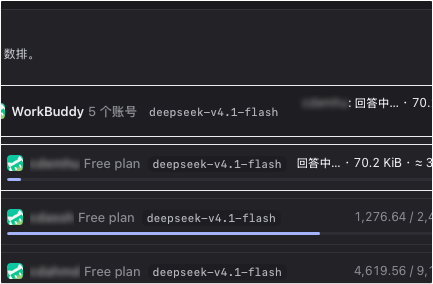 数排。
WorkBuddy 5 个账号 deepseek-v4.1-flash : 回答中... · 70.
Free plan deepseek-v4.1-flash 回答中... · 70.2 KiB · ≈ 3
Free plan deepseek-v4.1-flash 1,276.64 / 2,4
Free plan deepseek-v4.1-flash 4,619.56 / 9,1